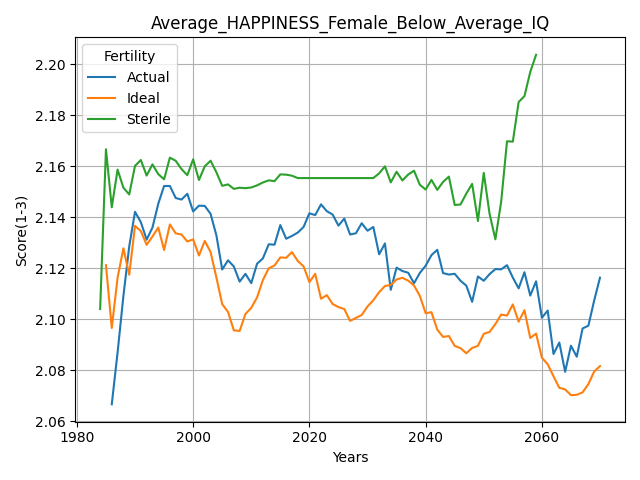 Average_HAPPINESS_Female_Below_Average_IQ
Fertility
Actual
Ideal
Sterile
Score(1-3)
2.20
2.18
2.16
2.14
2.12
2.10
2.08
2.06
1980 2000 2020 2040 2060
Years